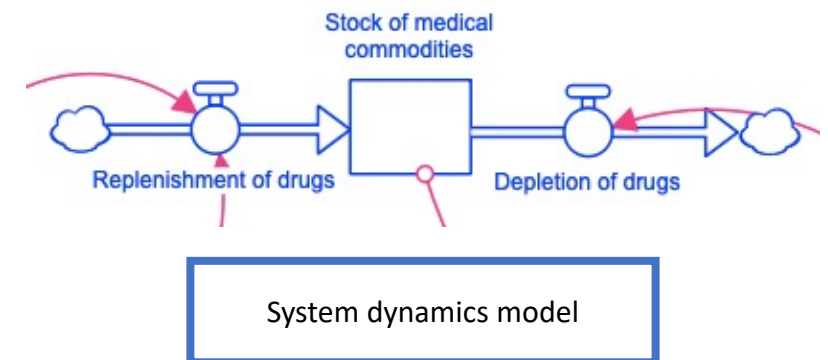 Stock of medical
commodities
Replenishment of drugs
Depletion of drugs
System dynamics model